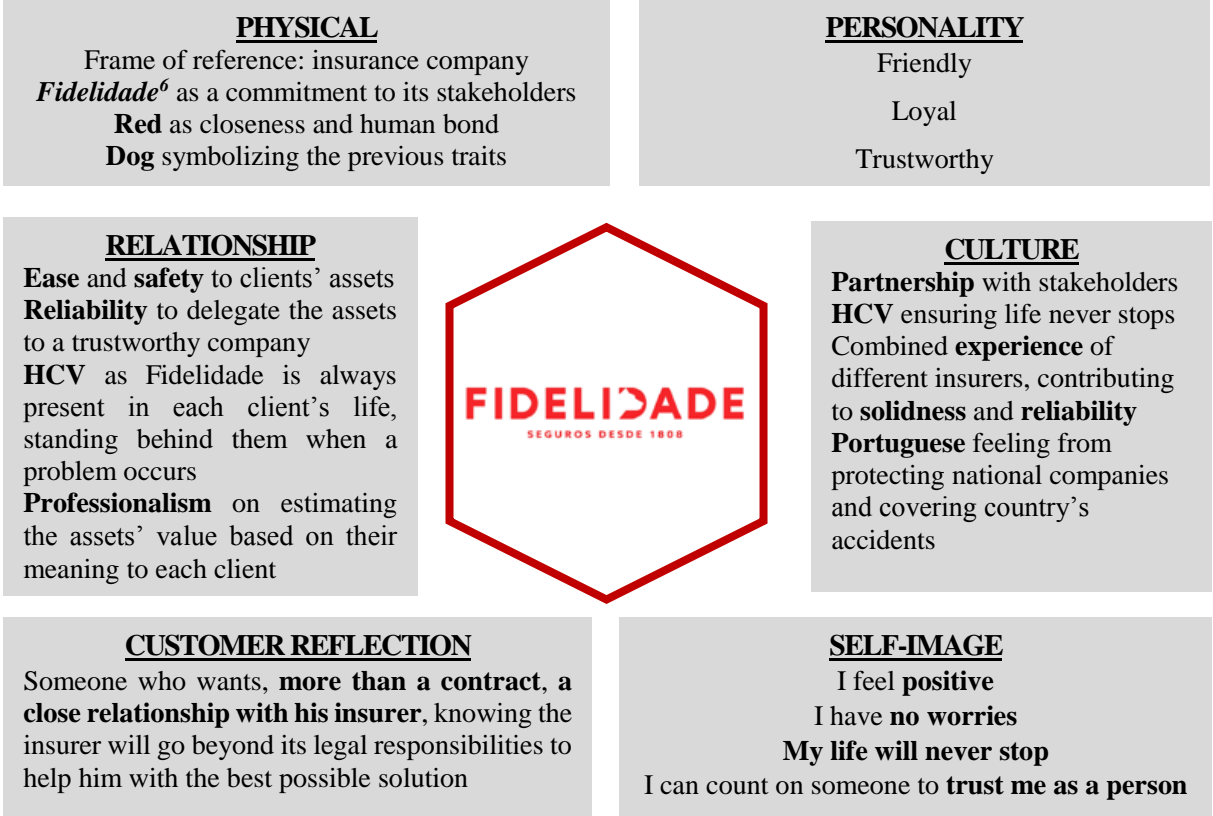 PHYSICAL
Frame of reference: insurance company
Fidelidade⁶ as a commitment to its stakeholders
Red as closeness and human bond
Dog symbolizing the previous traits
PERSONALITY
Friendly
Loyal
Trustworthy
RELATIONSHIP
Ease and safety to clients’ assets
Reliability to delegate the assets
to a trustworthy company
HCV as Fidelidade is always
present in each client’s life,
standing behind them when a
problem occurs
Professionalism on estimating
the assets’ value based on their
meaning to each client
FIDELIDADE
SEGUROS DESDE 1808
CULTURE
Partnership with stakeholders
HCV ensuring life never stops
Combined experience of
different insurers, contributing
to solidness and reliability
Portuguese feeling from
protecting national companies
and covering country’s
accidents
CUSTOMER REFLECTION
Someone who wants, more than a contract, a
close relationship with his insurer, knowing the
insurer will go beyond its legal responsibilities to
help him with the best possible solution
SELF-IMAGE
I feel positive
I have no worries
My life will never stop
I can count on someone to trust me as a person